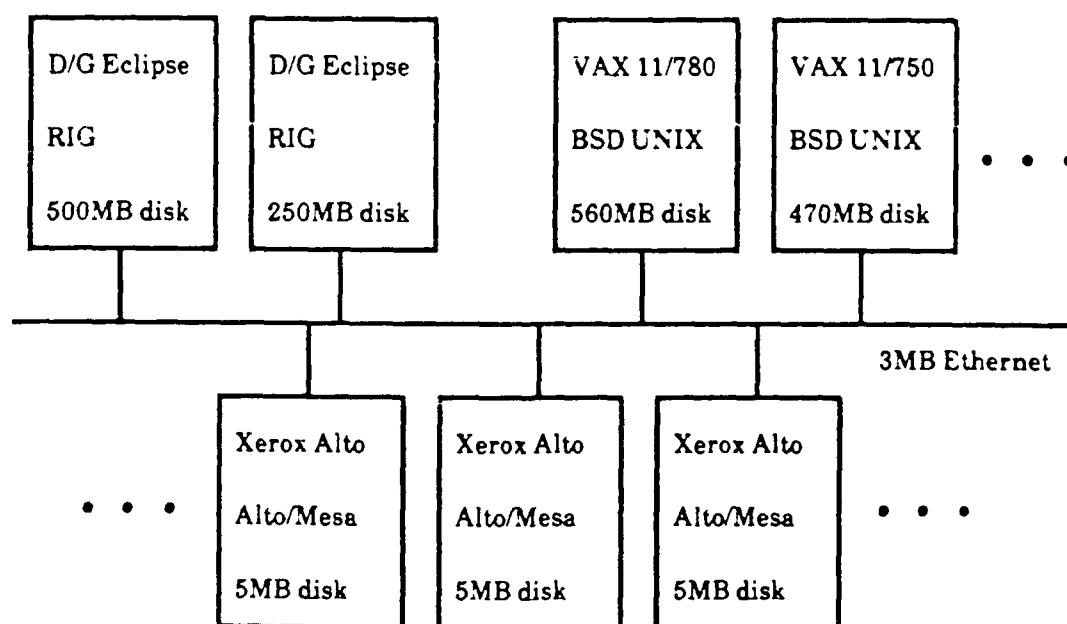 D/G Eclipse
RIG
500MB disk
D/G Eclipse
RIG
250MB disk
VAX 11/780
BSD UNIX
560MB disk
VAX 11/750
BSD UNIX
470MB disk
3MB Ethernet
Xerox Alto
Alto/Mesa
5MB disk
Xerox Alto
Alto/Mesa
5MB disk
Xerox Alto
Alto/Mesa
5MB disk